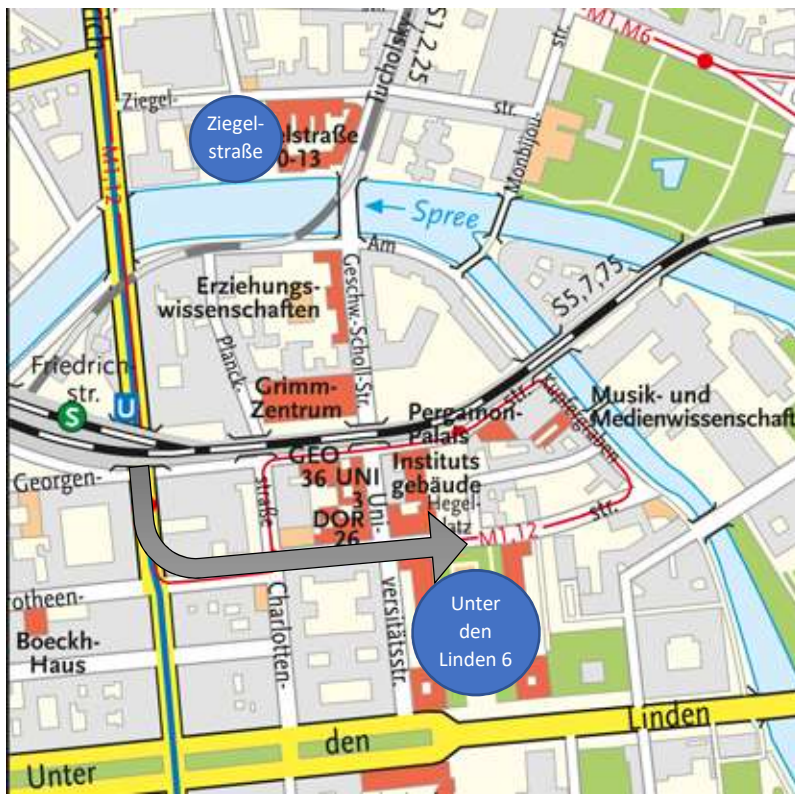 M1,M6
S1,2,25
Tucholsky-
str.
Ziegel-
str.
Ziegel-
straße
elstraße
0-13
Monbijou-
M1,12
Spree
Am
S5,7,75
Erziehungs-
wissenschaften
Geschw.-Scholl-Str.
Planck-
straße
Friedrich-
str.
S
U
Grimm-
Zentrum
Pergamon-
Palais
Instituts
gebäude
str.
Kupfergraben
Musik- und
Medienwissenschaft
Georgen-
GEO
36 UNI
3
DOR
26
Uni-
versitätsstr.
Hegel-
platz
M1,12
str.
rotheen-
Charlotten-
Boeckh-
Haus
Unter
den
Linden 6
Unter
den
Linden